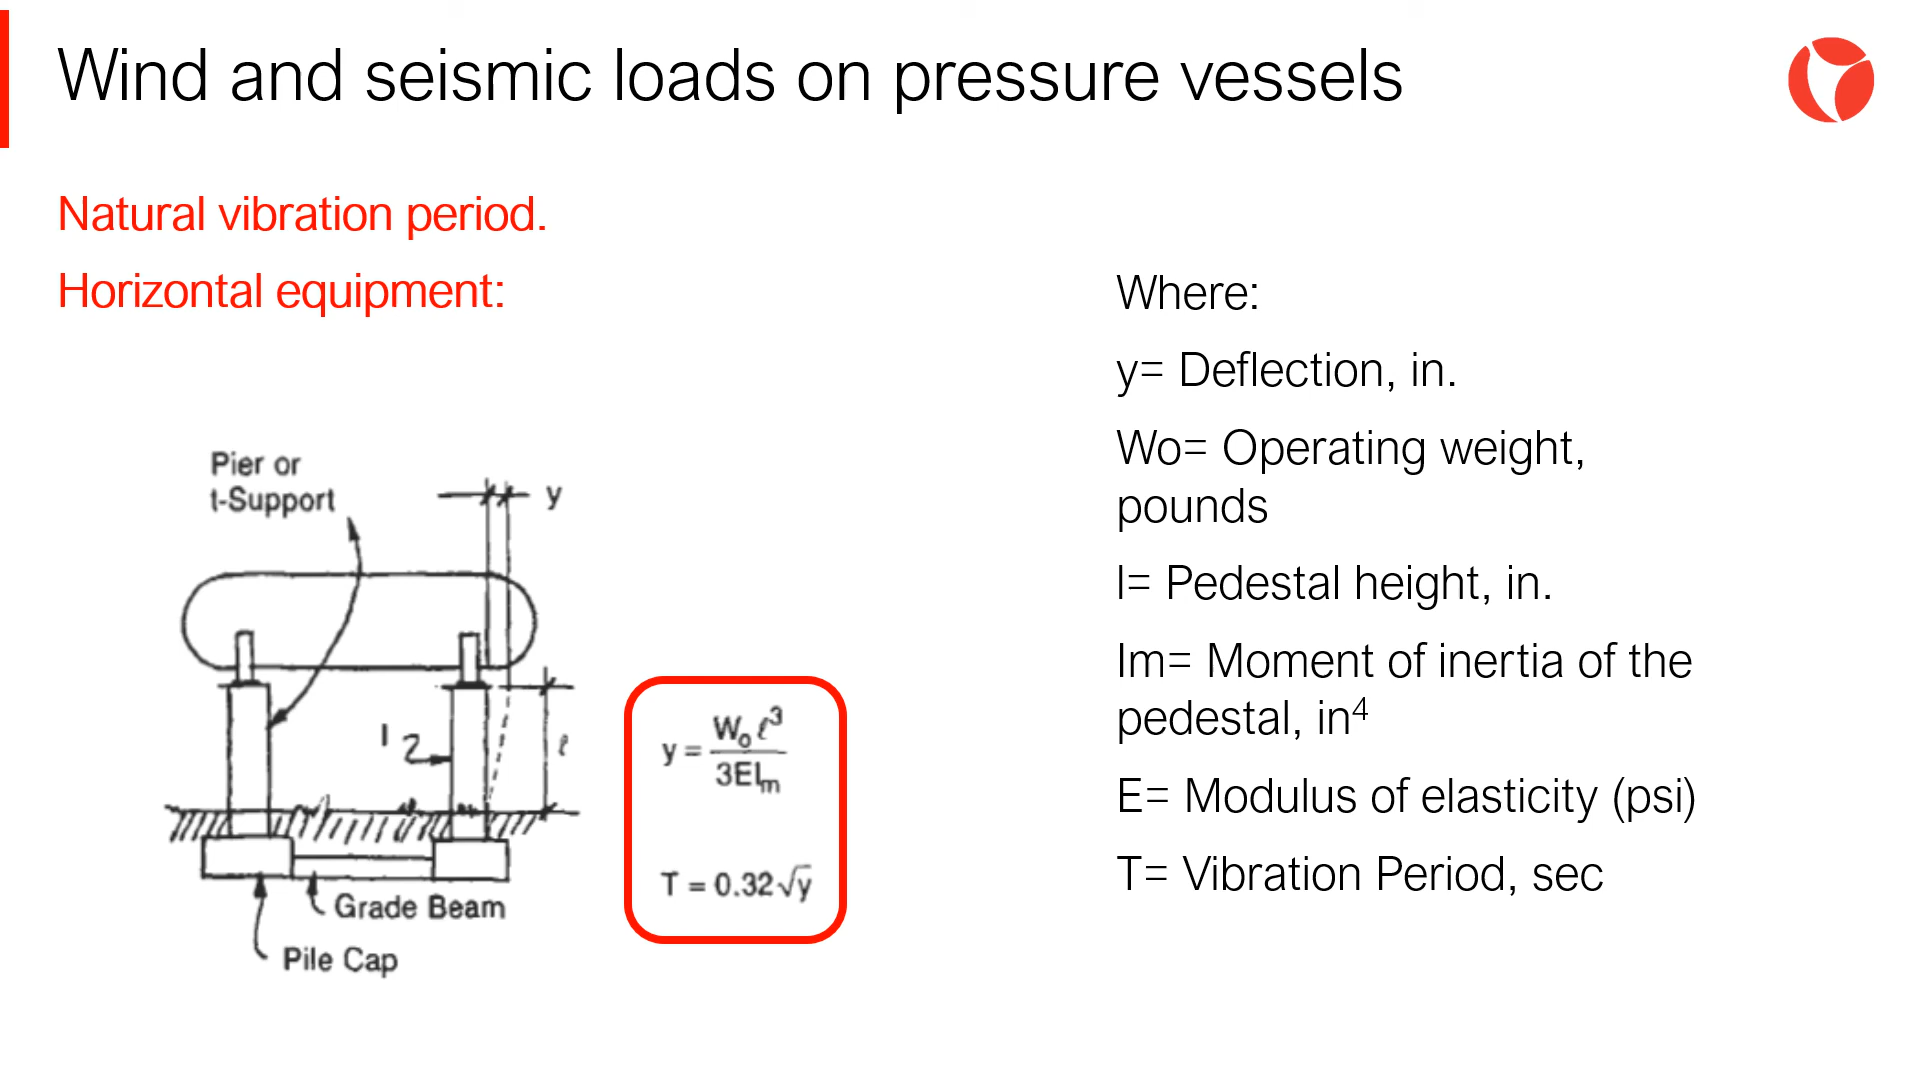 Wind and seismic loads on pressure vessels
Natural vibration period.
Horizontal equipment:
Pier or
t-Support
y
I
ℓ
Grade Beam
Pile Cap
y = W₀ ℓ³ / 3EIₘ
T = 0.32 √y
Where:
y= Deflection, in.
Wo= Operating weight,
pounds
l= Pedestal height, in.
Im= Moment of inertia of the
pedestal, in⁴
E= Modulus of elasticity (psi)
T= Vibration Period, sec